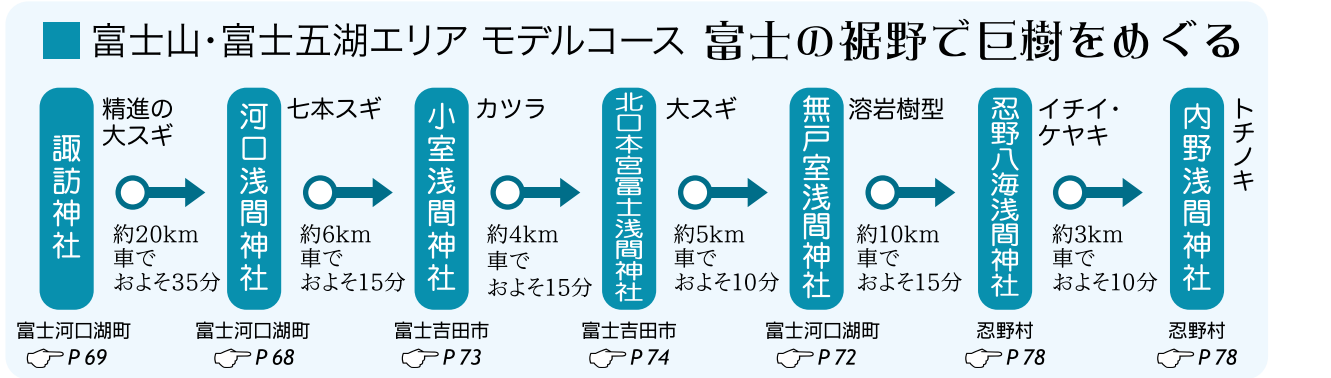 ■富士山・富士五湖エリア モデルコース 富士の裾野で巨樹をめぐる
諏訪神社
精進の
大スギ
約20km
車で
およそ35分
富士河口湖町
P 69
河口浅間神社
七本スギ
約6km
車で
およそ15分
富士河口湖町
P 68
小室浅間神社
カツラ
約4km
車で
およそ15分
富士吉田市
P 73
北口本宮富士浅間神社
大スギ
約5km
車で
およそ10分
富士吉田市
P 74
無戸室浅間神社
溶岩樹型
約10km
車で
およそ15分
富士河口湖町
P 72
忍野八海浅間神社
イチイ・
ケヤキ
約3km
車で
およそ10分
忍野村
P 78
内野浅間神社
トチノキ
忍野村
P 78